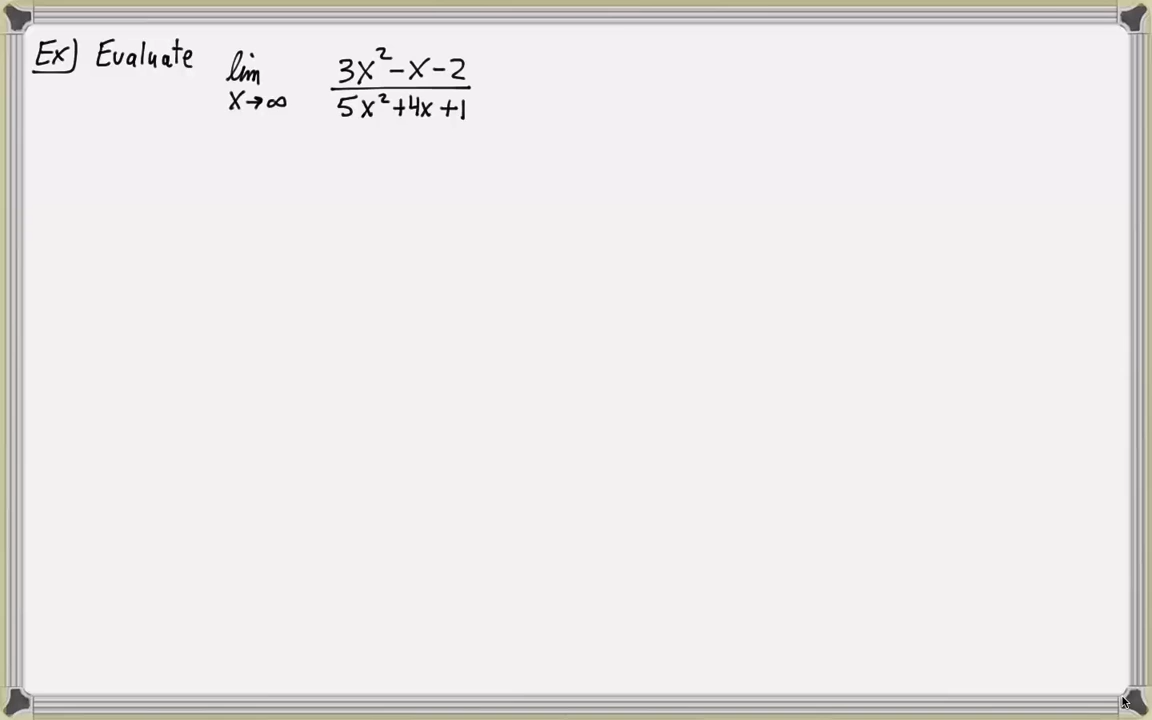 Ex) Evaluate lim x→∞ (3x²-x-2)/(5x²+4x+1)